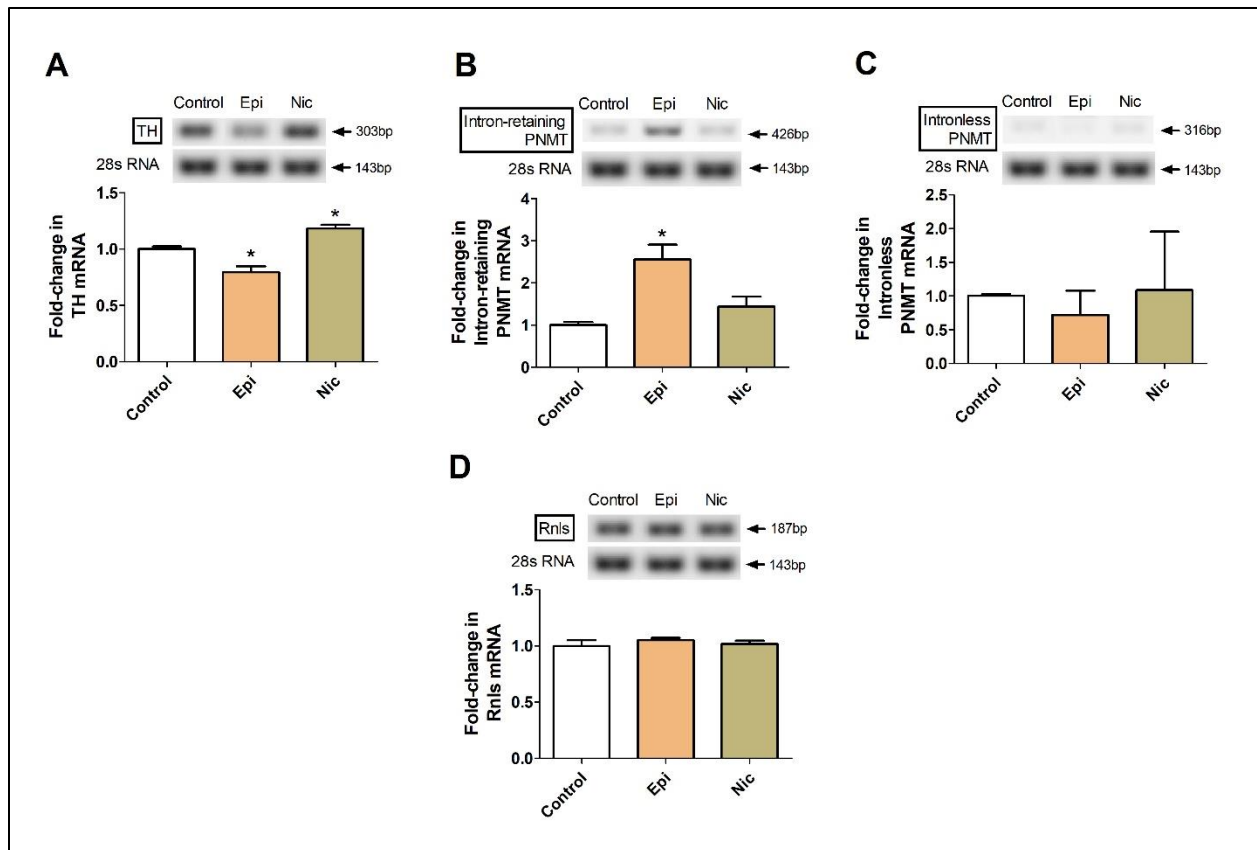 A
Control Epi Nic
TH
303bp
28s RNA
143bp
Fold-change in
TH mRNA
1.5
1.0
0.5
0.0
*
*
Control
Epi
Nic
B
Control Epi Nic
Intron-retaining
PNMT
426bp
28s RNA
143bp
Fold-change in
Intron-retaining
PNMT mRNA
4
3
2
1
0
*
Control
Epi
Nic
C
Control Epi Nic
Intronless
PNMT
316bp
28s RNA
143bp
Fold-change in
Intronless
PNMT mRNA
2.5
2.0
1.5
1.0
0.5
0.0
Control
Epi
Nic
D
Control Epi Nic
Rnls
187bp
28s RNA
143bp
Fold-change in
Rnls mRNA
1.5
1.0
0.5
0.0
Control
Epi
Nic